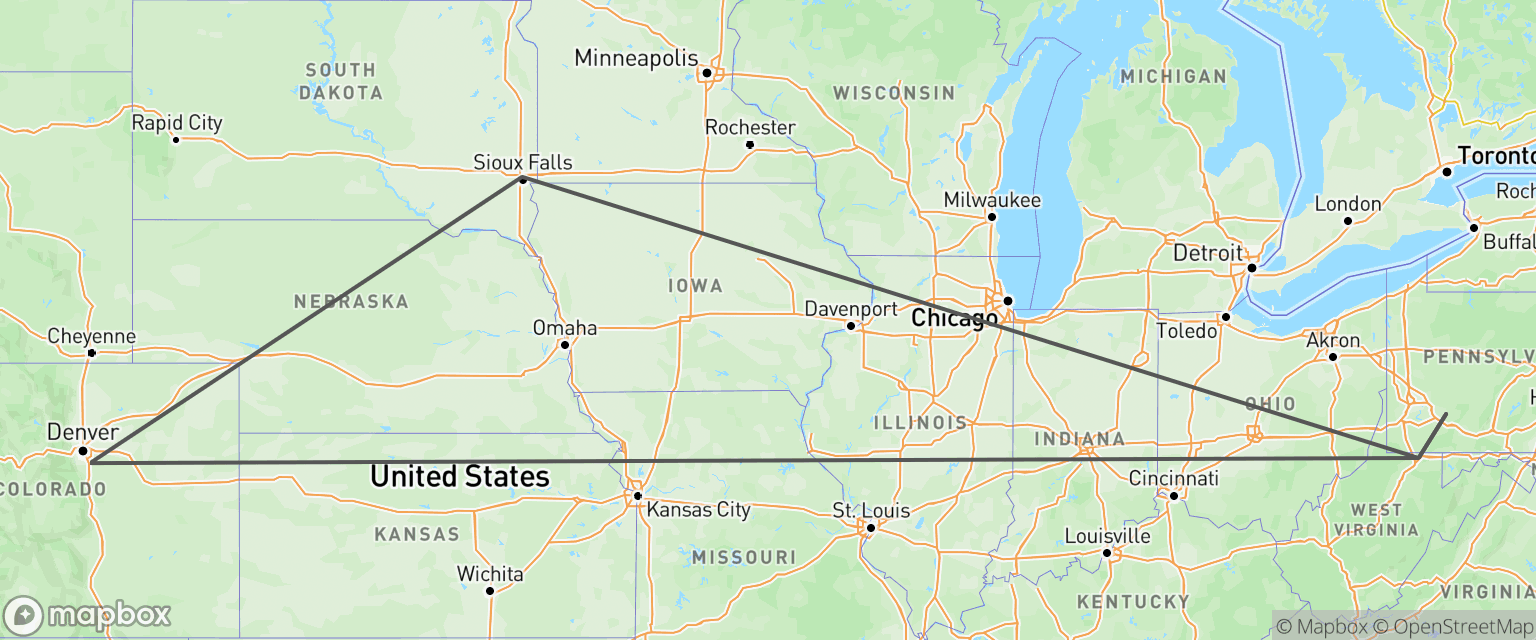 Minneapolis
SOUTH
DAKOTA
MICHIGAN
WISCONSIN
Rapid City
Rochester
Toronto
Sioux Falls
Roch
Milwaukee
London
Buffal
Detroit
IOWA
NEBRASKA
Davenport
Chicago
Omaha
Toledo
Cheyenne
Akron
PENNSYLV
OHIO
ILLINOIS
Denver
INDIANA
United States
Cincinnati
COLORADO
Kansas City
St. Louis
WEST
VIRGINIA
KANSAS
Louisville
MISSOURI
Wichita
VIRGINIA
KENTUCKY
mapbox
© Mapbox © OpenStreetMap